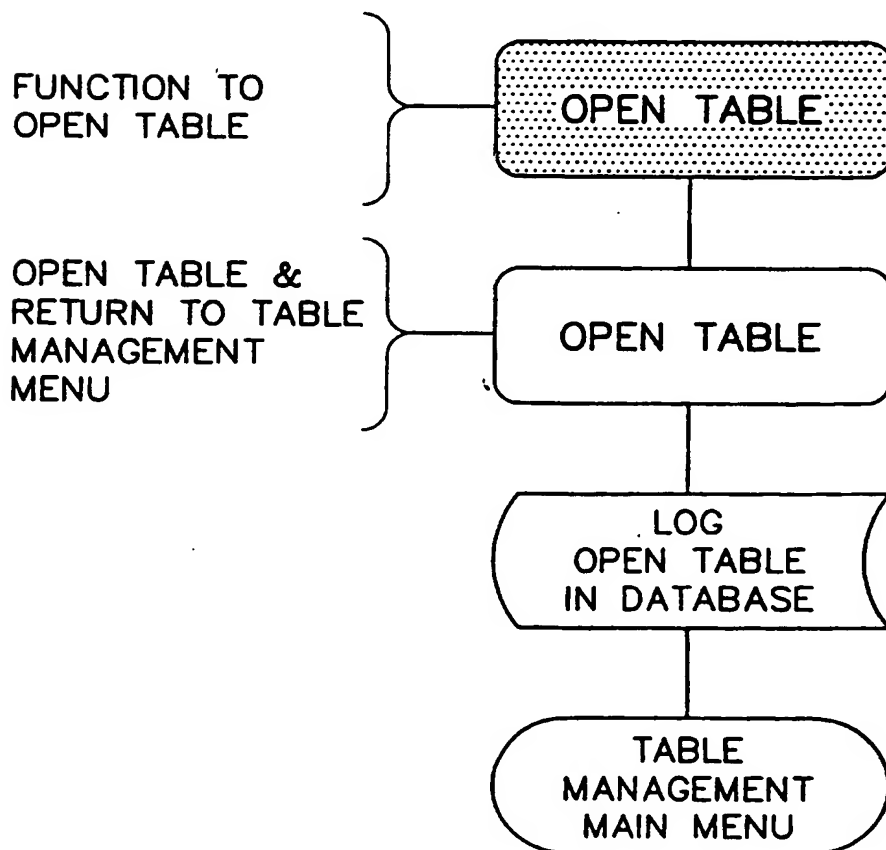 FUNCTION TO
OPEN TABLE
OPEN TABLE
OPEN TABLE &
RETURN TO TABLE
MANAGEMENT
MENU
OPEN TABLE
LOG
OPEN TABLE
IN DATABASE
TABLE
MANAGEMENT
MAIN MENU